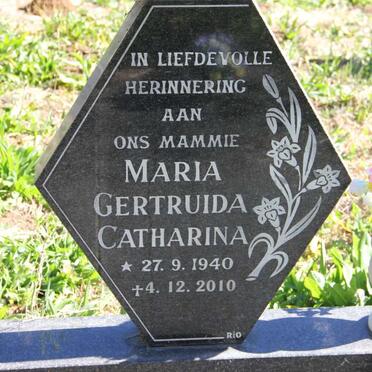 IN LIEFDEVOLLE
HERINNERING
AAN
ONS MAMMIE
MARIA
GERTRUIDA
CATHARINA
★ 27. 9. 1940
✝ 4. 12. 2010
RIO